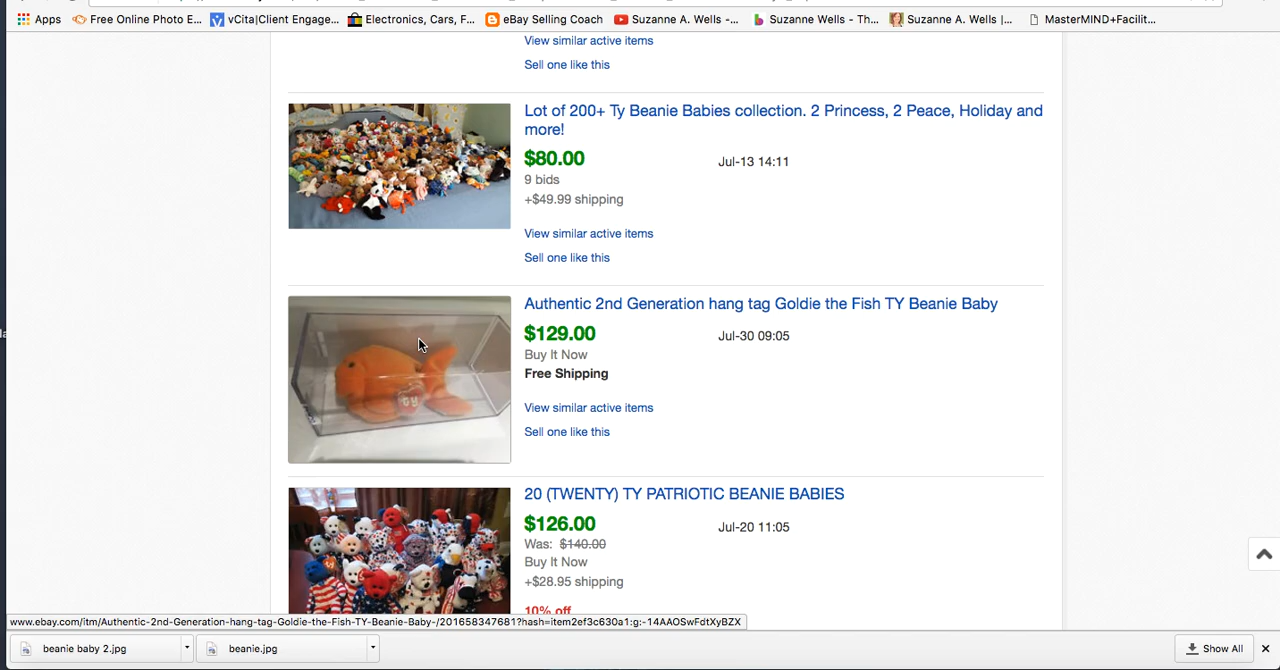 Apps
Free Online Photo E...
vCita|Client Engage...
Electronics, Cars, F...
eBay Selling Coach
Suzanne A. Wells -...
Suzanne Wells - Th...
Suzanne A. Wells |...
MasterMIND+Facilit...
View similar active items
Sell one like this
Lot of 200+ Ty Beanie Babies collection. 2 Princess, 2 Peace, Holiday and
more!
$80.00
Jul-13 14:11
9 bids
+$49.99 shipping
View similar active items
Sell one like this
Authentic 2nd Generation hang tag Goldie the Fish TY Beanie Baby
$129.00
Jul-30 09:05
Buy It Now
Free Shipping
View similar active items
Sell one like this
ty
20 (TWENTY) TY PATRIOTIC BEANIE BABIES
$126.00
Jul-20 11:05
Was: $140.00
Buy It Now
+$28.95 shipping
10% off
www.ebay.com/itm/Authentic-2nd-Generation-hang-tag-Goldie-the-Fish-TY-Beanie-Baby-/201658347681?hash=item2ef3c630a1:g:-14AAOSwFdtXyBZX
beanie baby 2.jpg
beanie.jpg
Show All